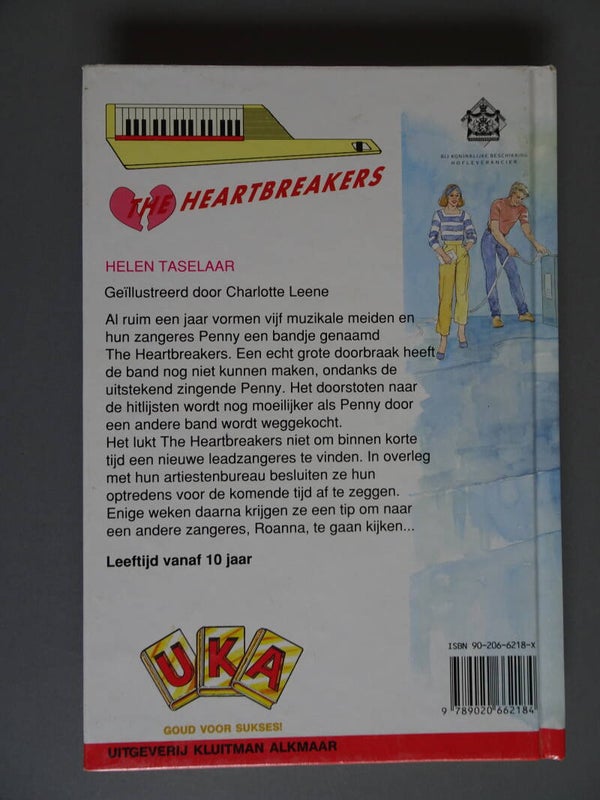 BIJ KONINKLIJKE BESCHIKKING
HOFLEVERANCIER
THE HEARTBREAKERS
HELEN TASELAAR
Geïllustreerd door Charlotte Leene
Al ruim een jaar vormen vijf muzikale meiden en
hun zangeres Penny een bandje genaamd
The Heartbreakers. Een echt grote doorbraak heeft
de band nog niet kunnen maken, ondanks de
uitstekend zingende Penny. Het doorstoten naar
de hitlijsten wordt nog moeilijker als Penny door
een andere band wordt weggekocht.
Het lukt The Heartbreakers niet om binnen korte
tijd een nieuwe leadzangeres te vinden. In overleg
met hun artiestenbureau besluiten ze hun
optredens voor de komende tijd af te zeggen.
Enige weken daarna krijgen ze een tip om naar
een andere zangeres, Roanna, te gaan kijken...
Leeftijd vanaf 10 jaar
UKA
GOUD VOOR SUKSES!
ISBN 90-206-6218-X
9 789020 662184
UITGEVERIJ KLUITMAN ALKMAAR